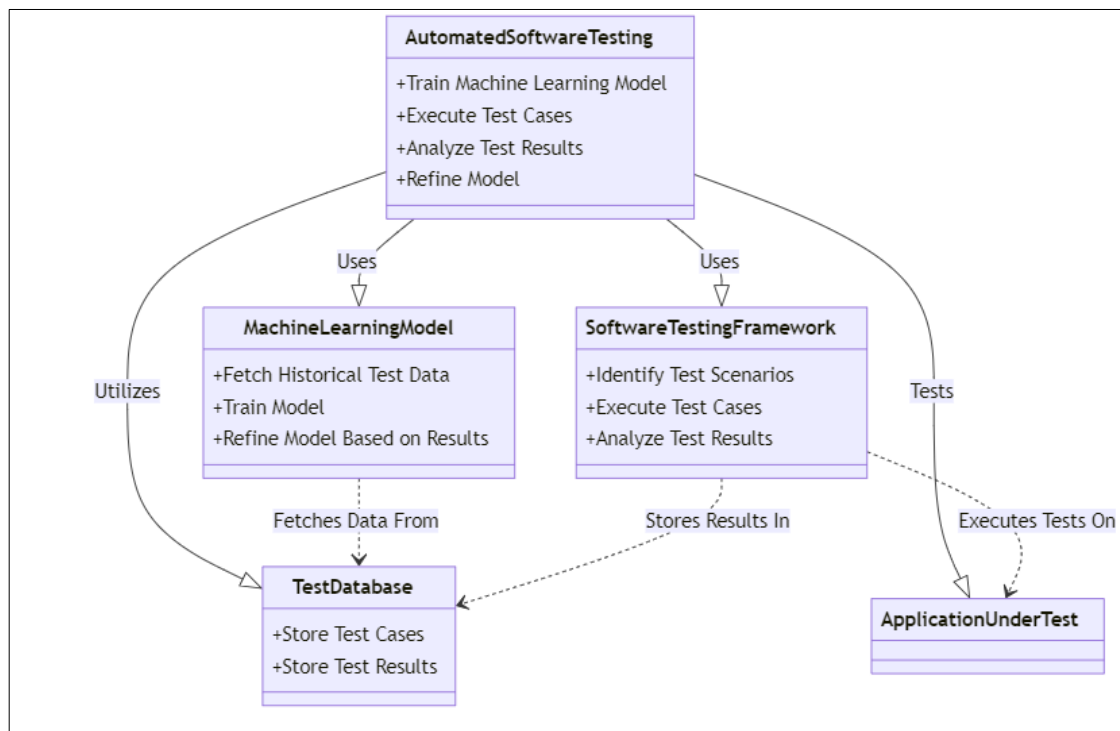 AutomatedSoftwareTesting
+Train Machine Learning Model
+Execute Test Cases
+Analyze Test Results
+Refine Model
Uses
Uses
MachineLearningModel
+Fetch Historical Test Data
+Train Model
+Refine Model Based on Results
SoftwareTestingFramework
+Identify Test Scenarios
+Execute Test Cases
+Analyze Test Results
Utilizes
Tests
Fetches Data From
Stores Results In
Executes Tests On
TestDatabase
+Store Test Cases
+Store Test Results
ApplicationUnderTest